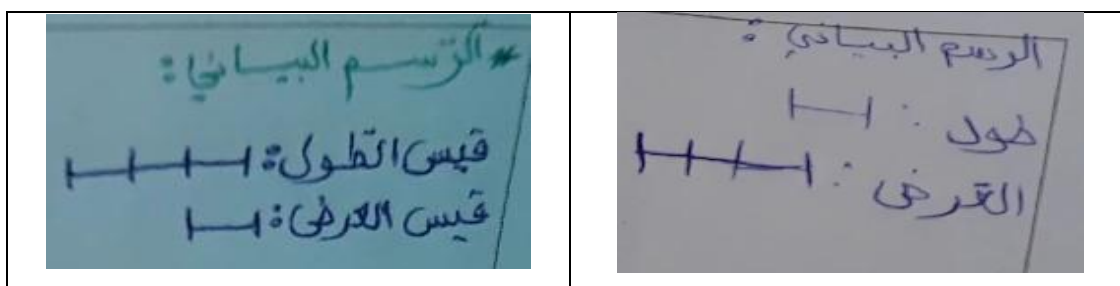 * الرسم البياني:
قيس الطول:
قيس العرض:
الرسم البياني:
طول:
العرض: